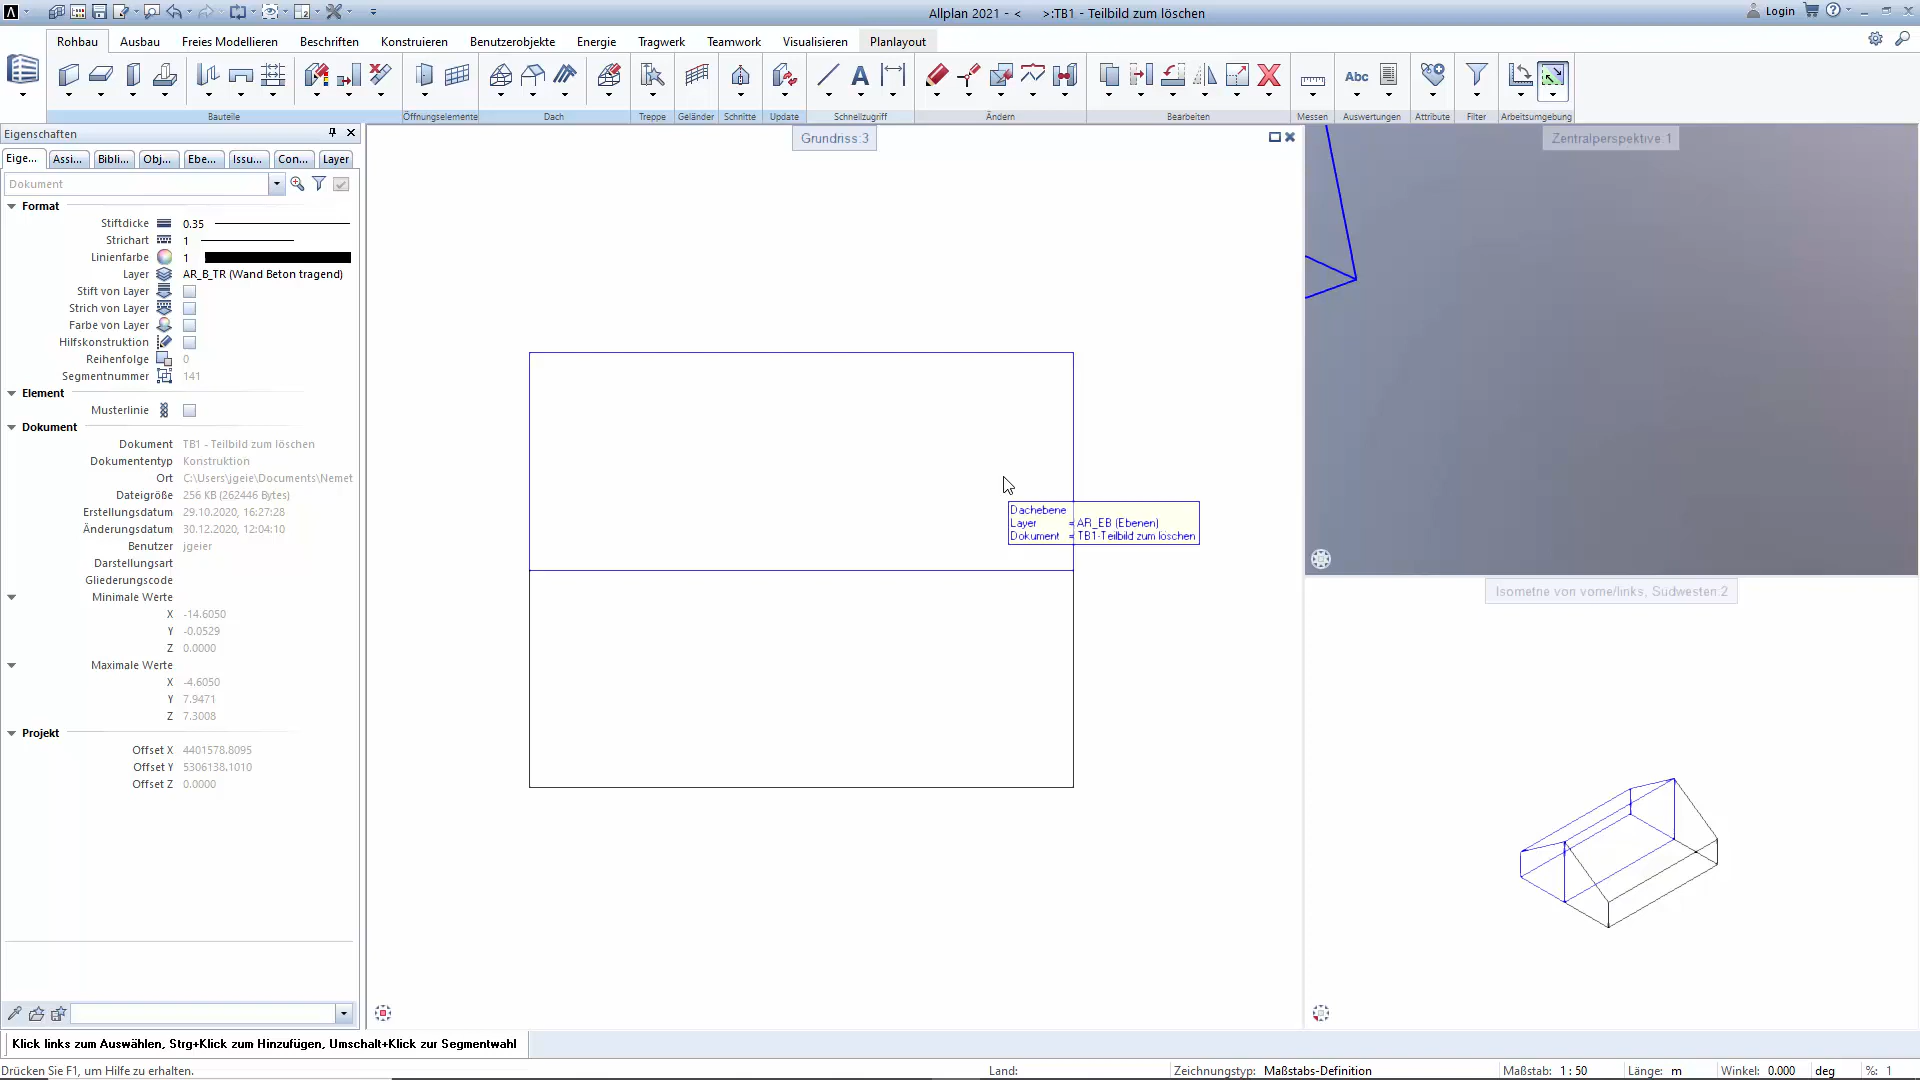 Allplan 2021 - < >:TB1 - Teilbild zum löschen
Login
Rohbau Ausbau Freies Modellieren Beschriften Konstruieren Benutzerobjekte Energie Tragwerk Teamwork Visualisieren Planlayout
Abc
Bauteile Öffnungselemente Dach Treppe Geländer Schnitte Update Schnellzugriff Ändern Bearbeiten Messen Auswertungen Attribute Filter Arbeitsumgebung
Eigenschaften
Eige... Assi... Bibli... Obj... Ebe... Issu... Con... Layer
Dokument
Format
Stiftdicke 0.35
Strichart 1
Linienfarbe 1
Layer AR_B_TR (Wand Beton tragend)
Stift von Layer
Strich von Layer
Farbe von Layer
Hilfskonstruktion
Reihenfolge 0
Segmentnummer 141
Element
Musterlinie
Dokument
Dokument TB1 - Teilbild zum löschen
Dokumententyp Konstruktion
Ort C:\Users\jgeie\Documents\Nemet
Dateigröße 256 KB (262446 Bytes)
Erstellungsdatum 29.10.2020, 16:27:28
Änderungsdatum 30.12.2020, 12:04:10
Benutzer jgeier
Darstellungsart
Gliederungscode
Minimale Werte
X -14.6050
Y -0.0529
Z 0.0000
Maximale Werte
X -4.6050
Y 7.9471
Z 7.3008
Projekt
Offset X 4401578.8095
Offset Y 5306138.1010
Offset Z 0.0000
Grundriss:3
Dachebene
Layer = AR_EB (Ebenen)
Dokument = TB1-Teilbild zum löschen
Zentralperspektive:1
Isometrie von vorne/links, Südwesten:2
Klick links zum Auswählen, Strg+Klick zum Hinzufügen, Umschalt+Klick zur Segmentwahl
Drücken Sie F1, um Hilfe zu erhalten.
Land: Zeichnungstyp: Maßstabs-Definition Maßstab: 1 : 50 Länge: m Winkel: 0.000 deg %: 1